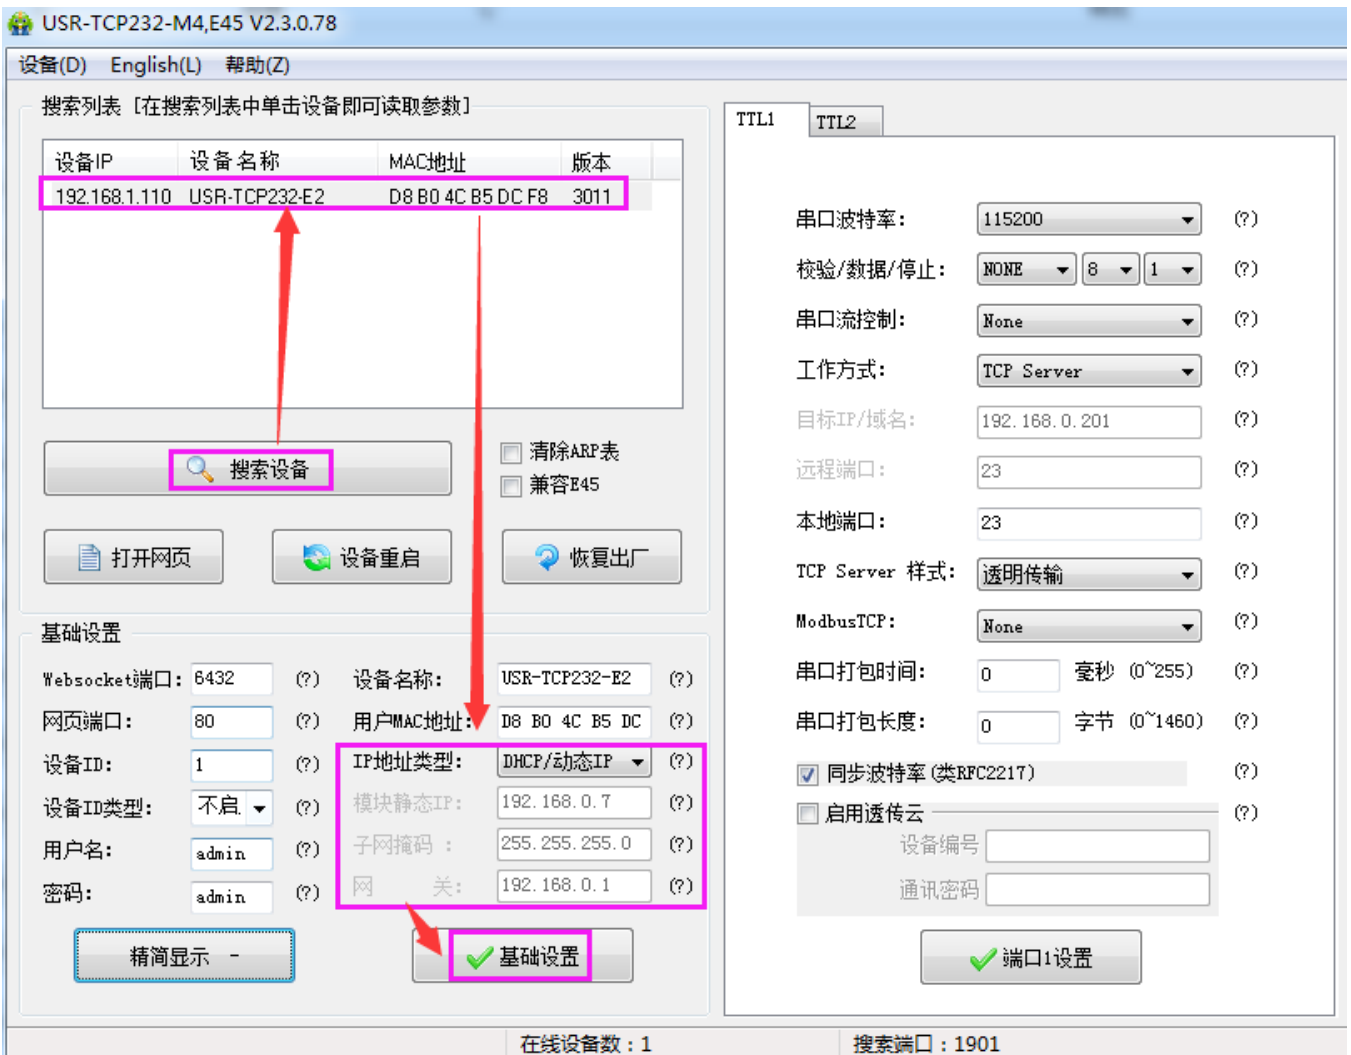 USR-TCP232-M4,E45 V2.3.0.78
设备(D) English(L) 帮助(Z)
搜索列表 [在搜索列表中单击设备即可读取参数]
设备IP 设备名称 MAC地址 版本
192.168.1.110 USR-TCP232-E2 D8 B0 4C B5 DC F8 3011
搜索设备
清除ARP表
兼容E45
打开网页 设备重启 恢复出厂
基础设置
Websocket端口: 6432 (?) 设备名称: USR-TCP232-E2 (?)
网页端口: 80 (?) 用户MAC地址: D8 B0 4C B5 DC (?)
设备ID: 1 (?) IP地址类型: DHCP/动态IP (?)
设备ID类型: 不启. (?) 模块静态IP: 192.168.0.7 (?)
用户名: admin (?) 子网掩码 : 255.255.255.0 (?)
密码: admin (?) 网 关: 192.168.0.1 (?)
精简显示 - 基础设置
TTL1 TTL2
串口波特率: 115200 (?)
校验/数据/停止: NONE 8 1 (?)
串口流控制: None (?)
工作方式: TCP Server (?)
目标IP/域名: 192.168.0.201 (?)
远程端口: 23 (?)
本地端口: 23 (?)
TCP Server 样式: 透明传输 (?)
ModbusTCP: None (?)
串口打包时间: 0 毫秒 (0~255) (?)
串口打包长度: 0 字节 (0~1460) (?)
同步波特率(类RFC2217) (?)
启用透传云 (?)
设备编号
通讯密码
端口1设置
在线设备数：1 搜索端口：1901